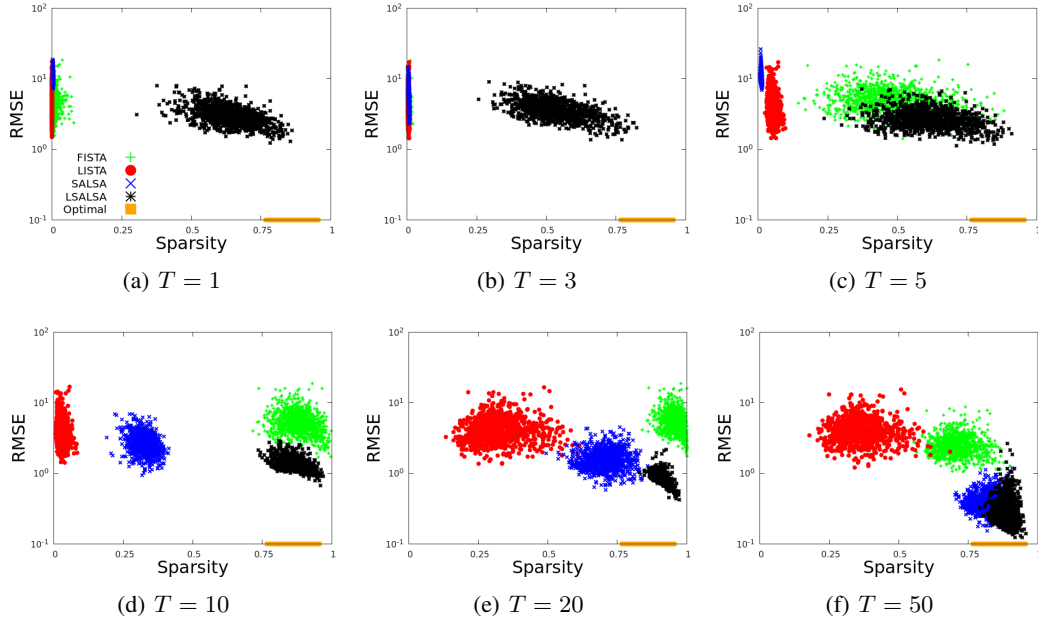 10²
10¹
10⁰
10⁻¹
RMSE
FISTA
LISTA
SALSA
LSALSA
Optimal
0 0.25 0.5 0.75 1
Sparsity
(a) T = 1
10²
10¹
10⁰
10⁻¹
RMSE
0 0.25 0.5 0.75 1
Sparsity
(b) T = 3
10²
10¹
10⁰
10⁻¹
RMSE
0 0.25 0.5 0.75 1
Sparsity
(c) T = 5
10²
10¹
10⁰
10⁻¹
RMSE
0 0.25 0.5 0.75 1
Sparsity
(d) T = 10
10²
10¹
10⁰
10⁻¹
RMSE
0 0.25 0.5 0.75 1
Sparsity
(e) T = 20
10²
10¹
10⁰
10⁻¹
RMSE
0 0.25 0.5 0.75 1
Sparsity
(f) T = 50